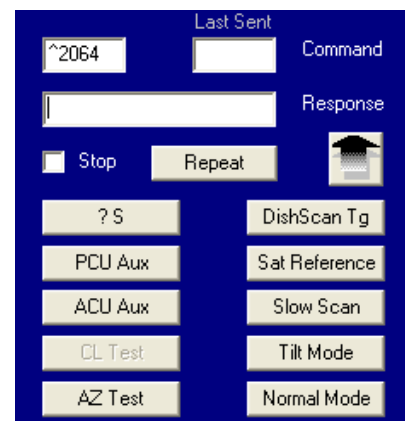 Last Sent
^2064 Command
Response
Stop Repeat
? S DishScan Tg
PCU Aux Sat Reference
ACU Aux Slow Scan
CL Test Tilt Mode
AZ Test Normal Mode